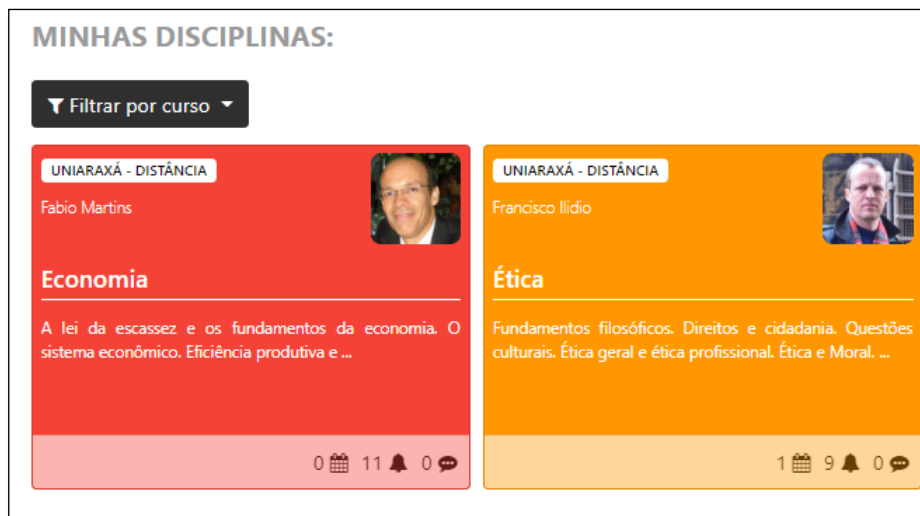 MINHAS DISCIPLINAS:
Filtrar por curso
UNIARAXÁ - DISTÂNCIA
Fabio Martins
Economia
A lei da escassez e os fundamentos da economia. O
sistema econômico. Eficiência produtiva e ...
0 11 0
UNIARAXÁ - DISTÂNCIA
Francisco Ilidio
Ética
Fundamentos filosóficos. Direitos e cidadania. Questões
culturais. Ética geral e ética profissional. Ética e Moral. ...
1 9 0